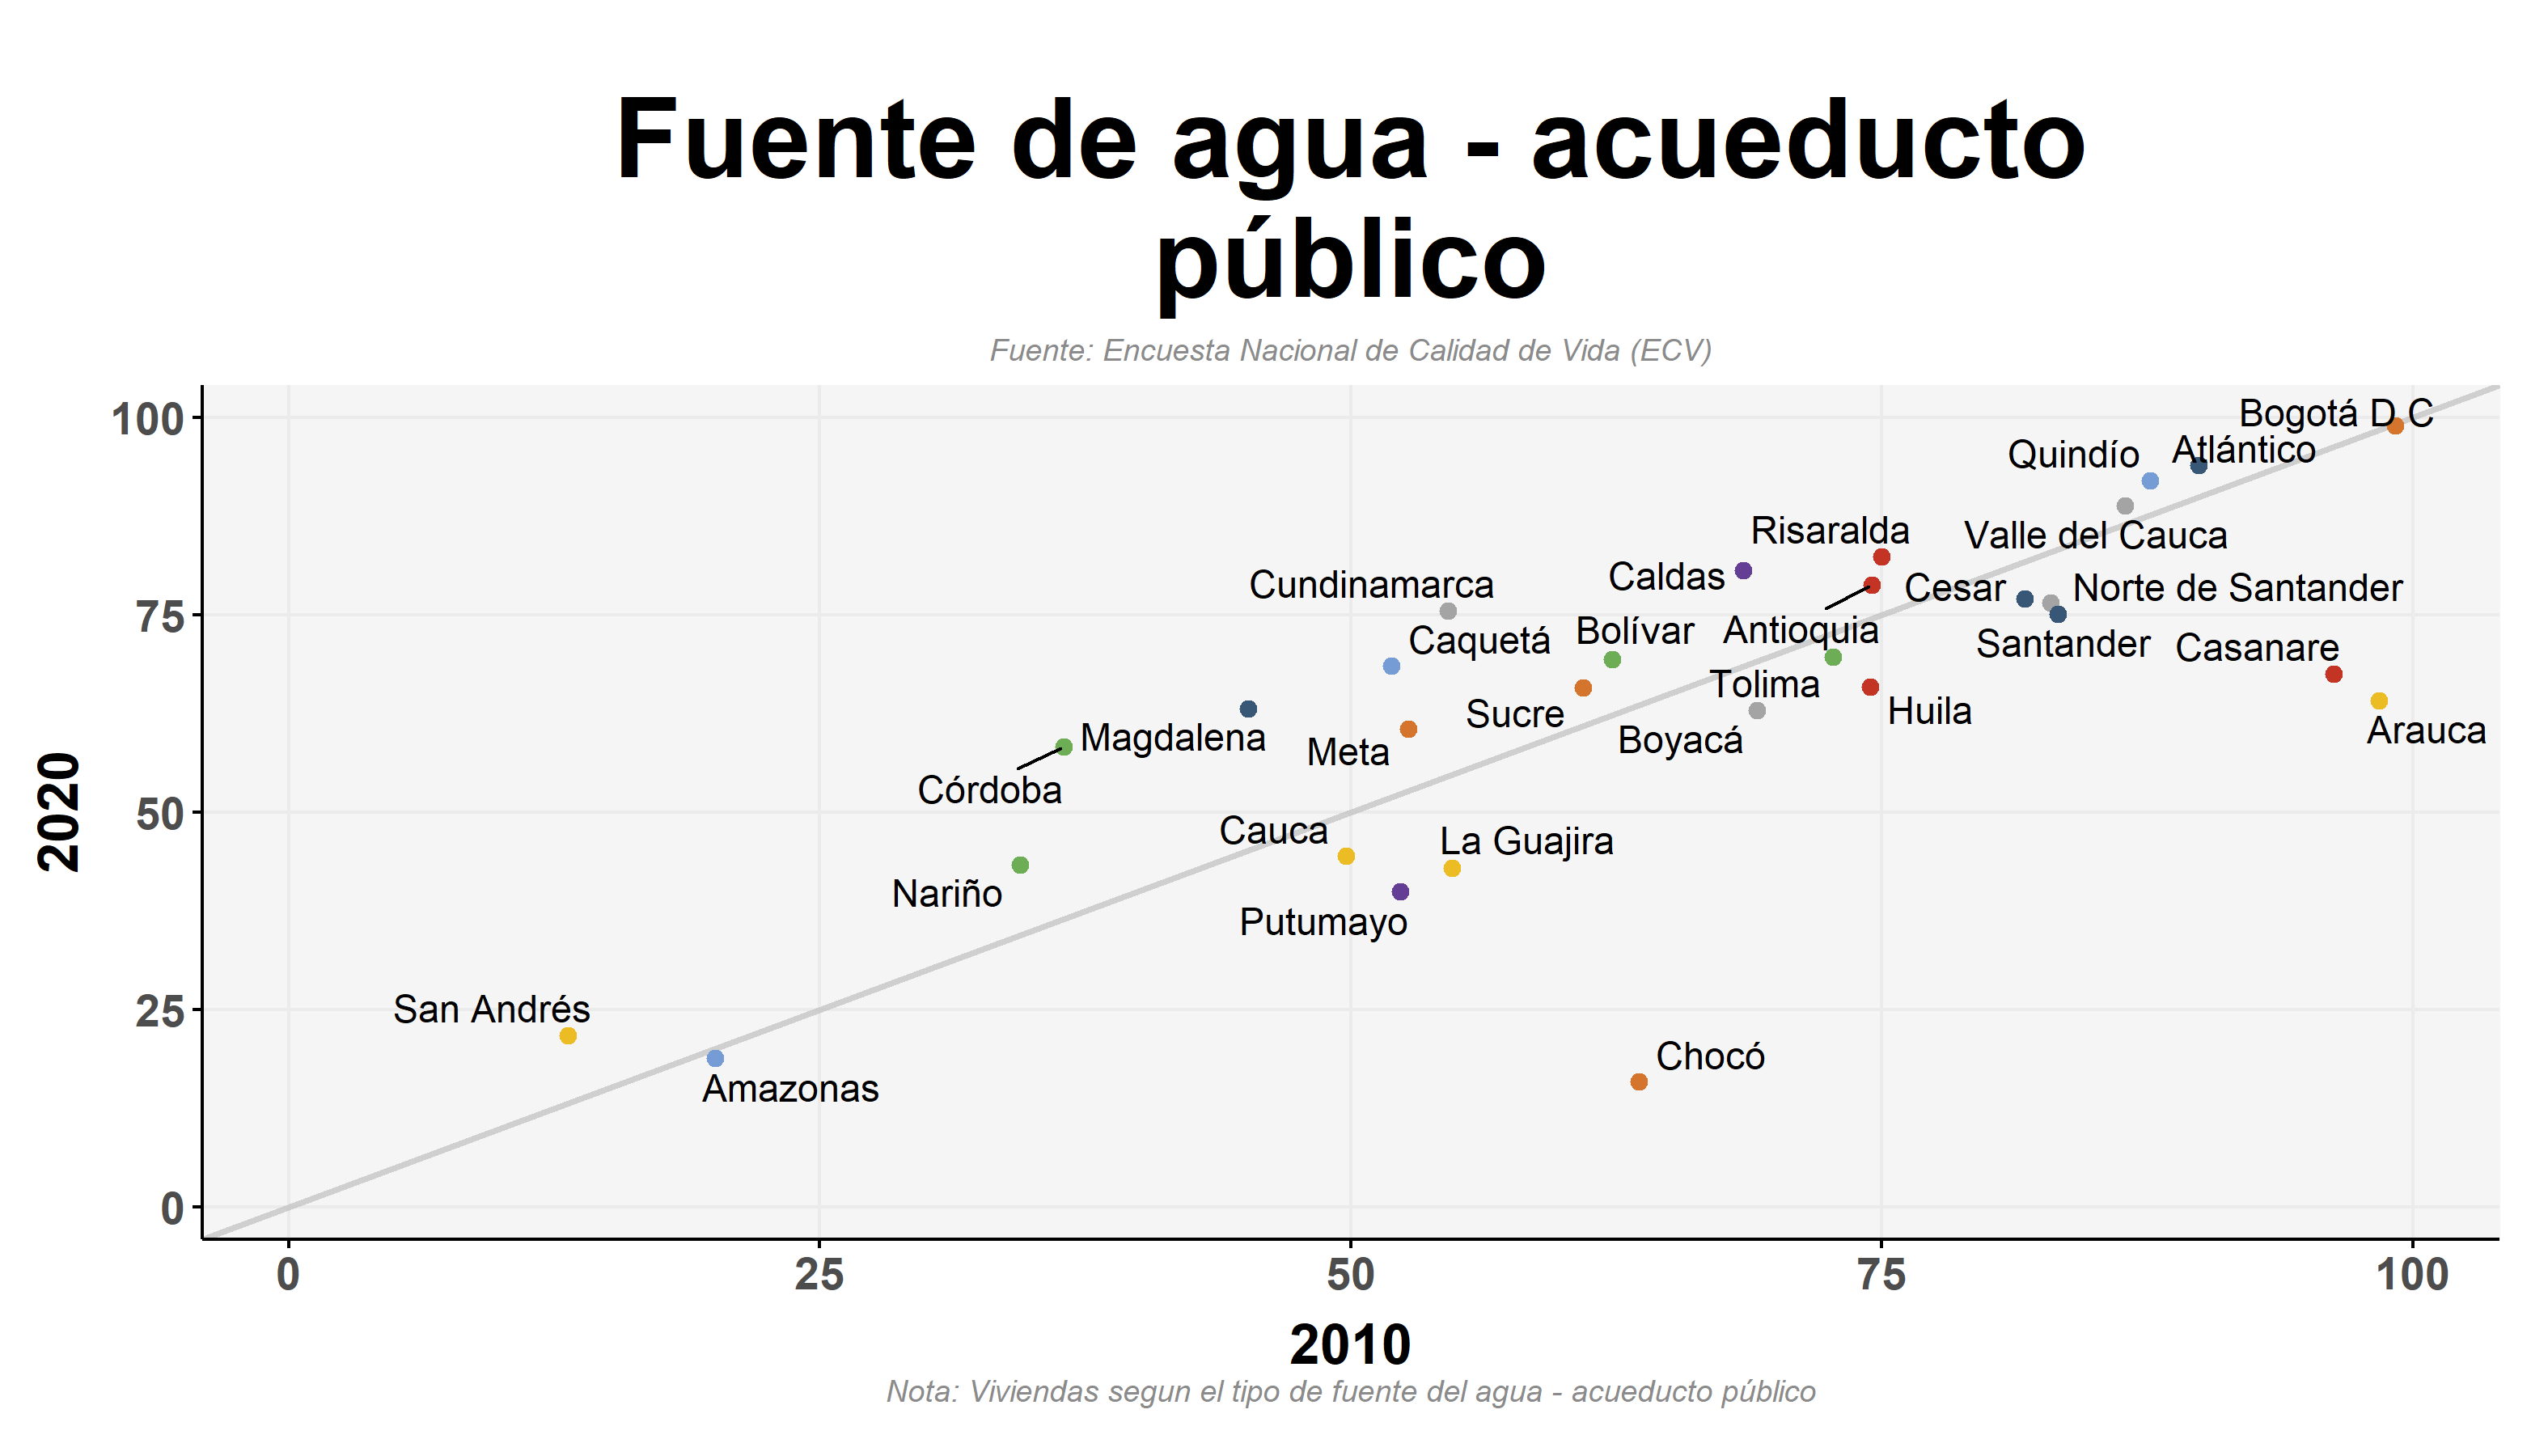 Fuente de agua - acueducto
público
Fuente: Encuesta Nacional de Calidad de Vida (ECV)
100
75
50
25
0
2020
Bogotá D C
Quindío
Atlántico
Risaralda
Valle del Cauca
Caldas
Cundinamarca
Cesar
Norte de Santander
Antioquia
Bolívar
Caquetá
Santander
Casanare
Tolima
Sucre
Huila
Boyacá
Arauca
Magdalena
Meta
Córdoba
Cauca
La Guajira
Nariño
Putumayo
San Andrés
Chocó
Amazonas
0
25
50
75
100
2010
Nota: Viviendas segun el tipo de fuente del agua - acueducto público